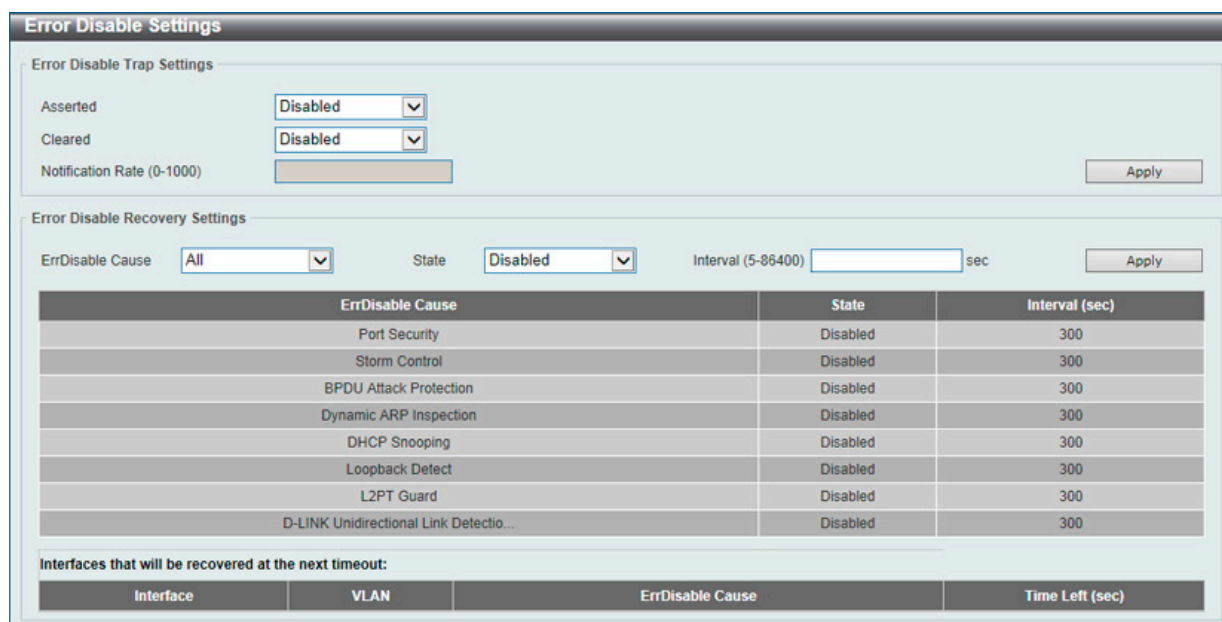 Error Disable Settings
Error Disable Trap Settings
Asserted Disabled
Cleared Disabled
Notification Rate (0-1000) Apply
Error Disable Recovery Settings
ErrDisable Cause All State Disabled Interval (5-86400) sec Apply
ErrDisable Cause State Interval (sec)
Port Security Disabled 300
Storm Control Disabled 300
BPDU Attack Protection Disabled 300
Dynamic ARP Inspection Disabled 300
DHCP Snooping Disabled 300
Loopback Detect Disabled 300
L2PT Guard Disabled 300
D-LINK Unidirectional Link Detectio... Disabled 300
Interfaces that will be recovered at the next timeout:
Interface VLAN ErrDisable Cause Time Left (sec)